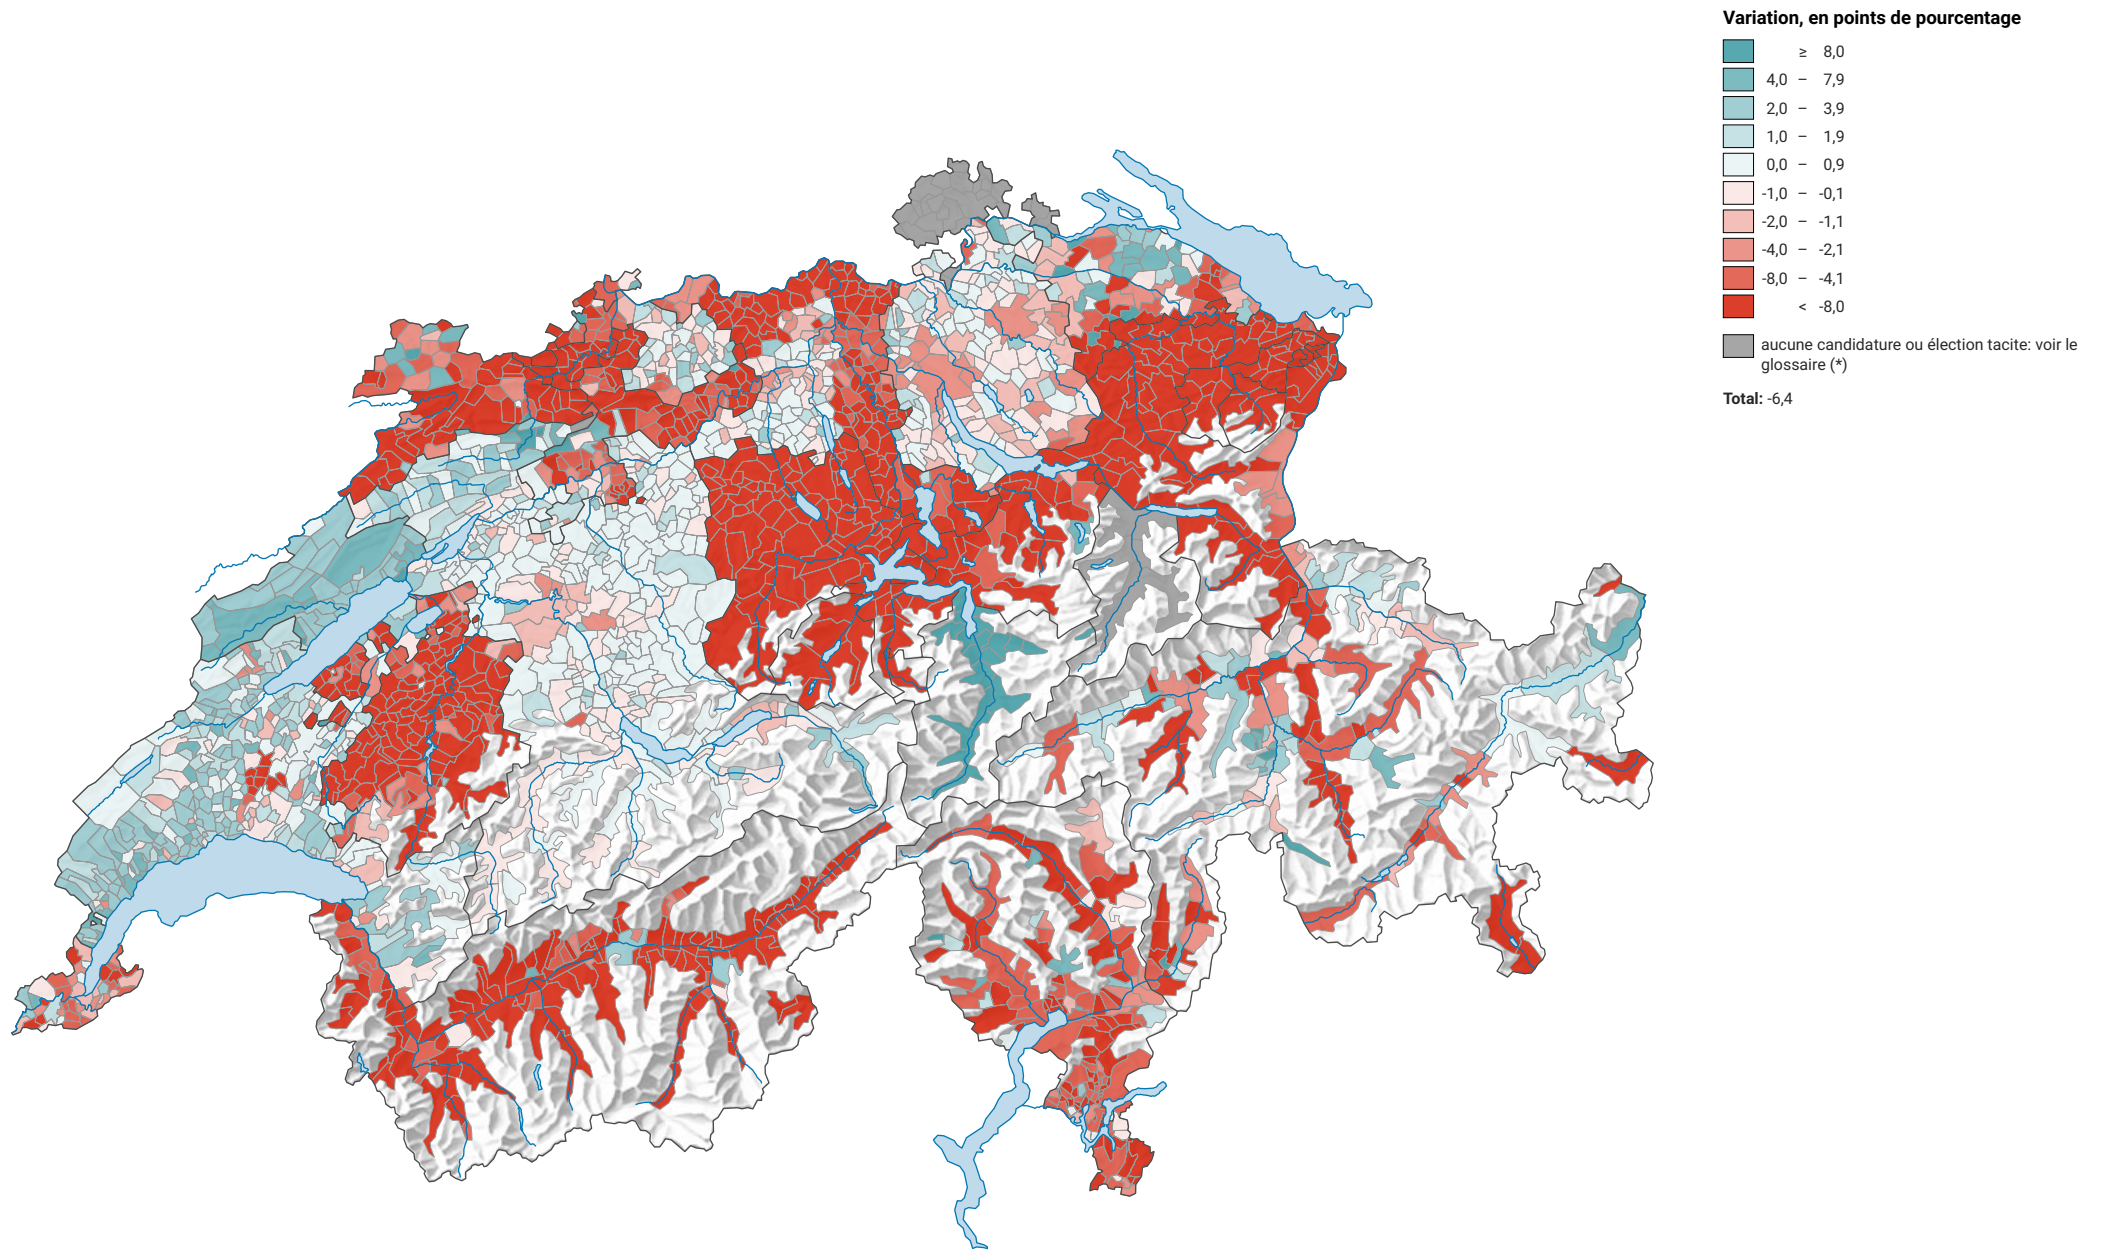 Variation, en points de pourcentage
≥ 8,0
4,0 – 7,9
2,0 – 3,9
1,0 – 1,9
0,0 – 0,9
-1,0 – -0,1
-2,0 – -1,1
-4,0 – -2,1
-8,0 – -4,1
< -8,0
aucune candidature ou élection tacite: voir le
glossaire (*)
Total: -6,4